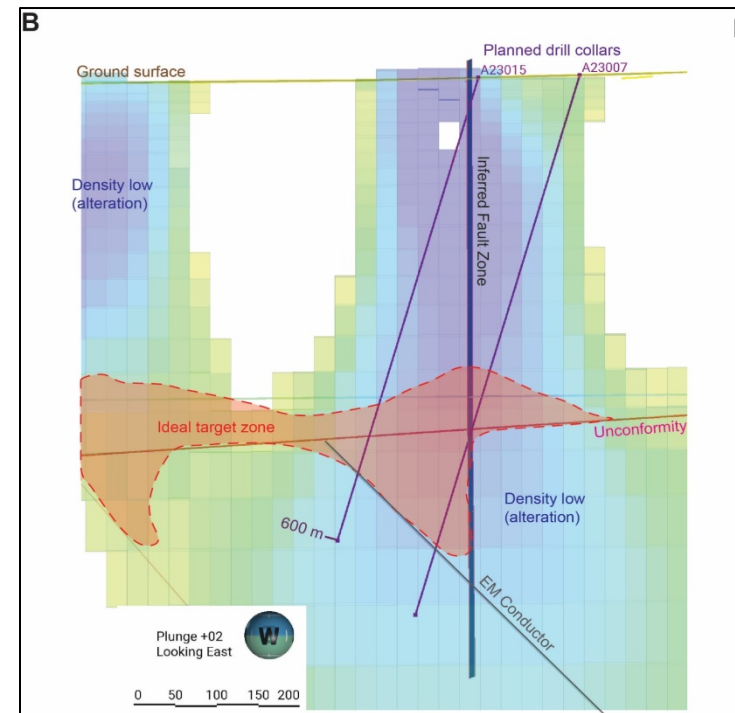 B
Planned drill collars
Ground surface
A23015
A23007
Density low
(alteration)
Inferred Fault Zone
Ideal target zone
Unconformity
600 m
Density low
(alteration)
EM Conductor
W
Plunge +02
Looking East
0 50 100 150 200